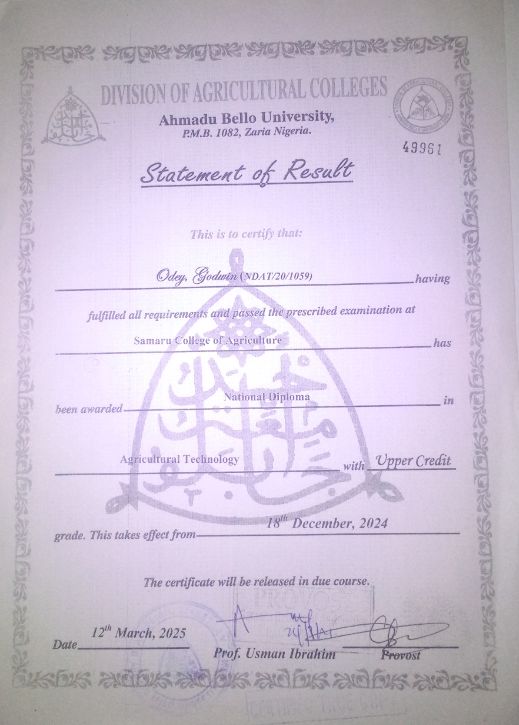 DIVISION OF AGRICULTURAL COLLEGES
Ahmadu Bello University,
P.M.B. 1082, Zaria Nigeria.
49961
Statement of Result
This is to certify that:
Odey, Godwin (NDAT/20/1059) having
fulfilled all requirements and passed the prescribed examination at
Samaru College of Agriculture has
been awarded National Diploma in
Agricultural Technology with Upper Credit
grade. This takes effect from 18th December, 2024
The certificate will be released in due course.
Date 12th March, 2025
Prof. Usman Ibrahim Provost